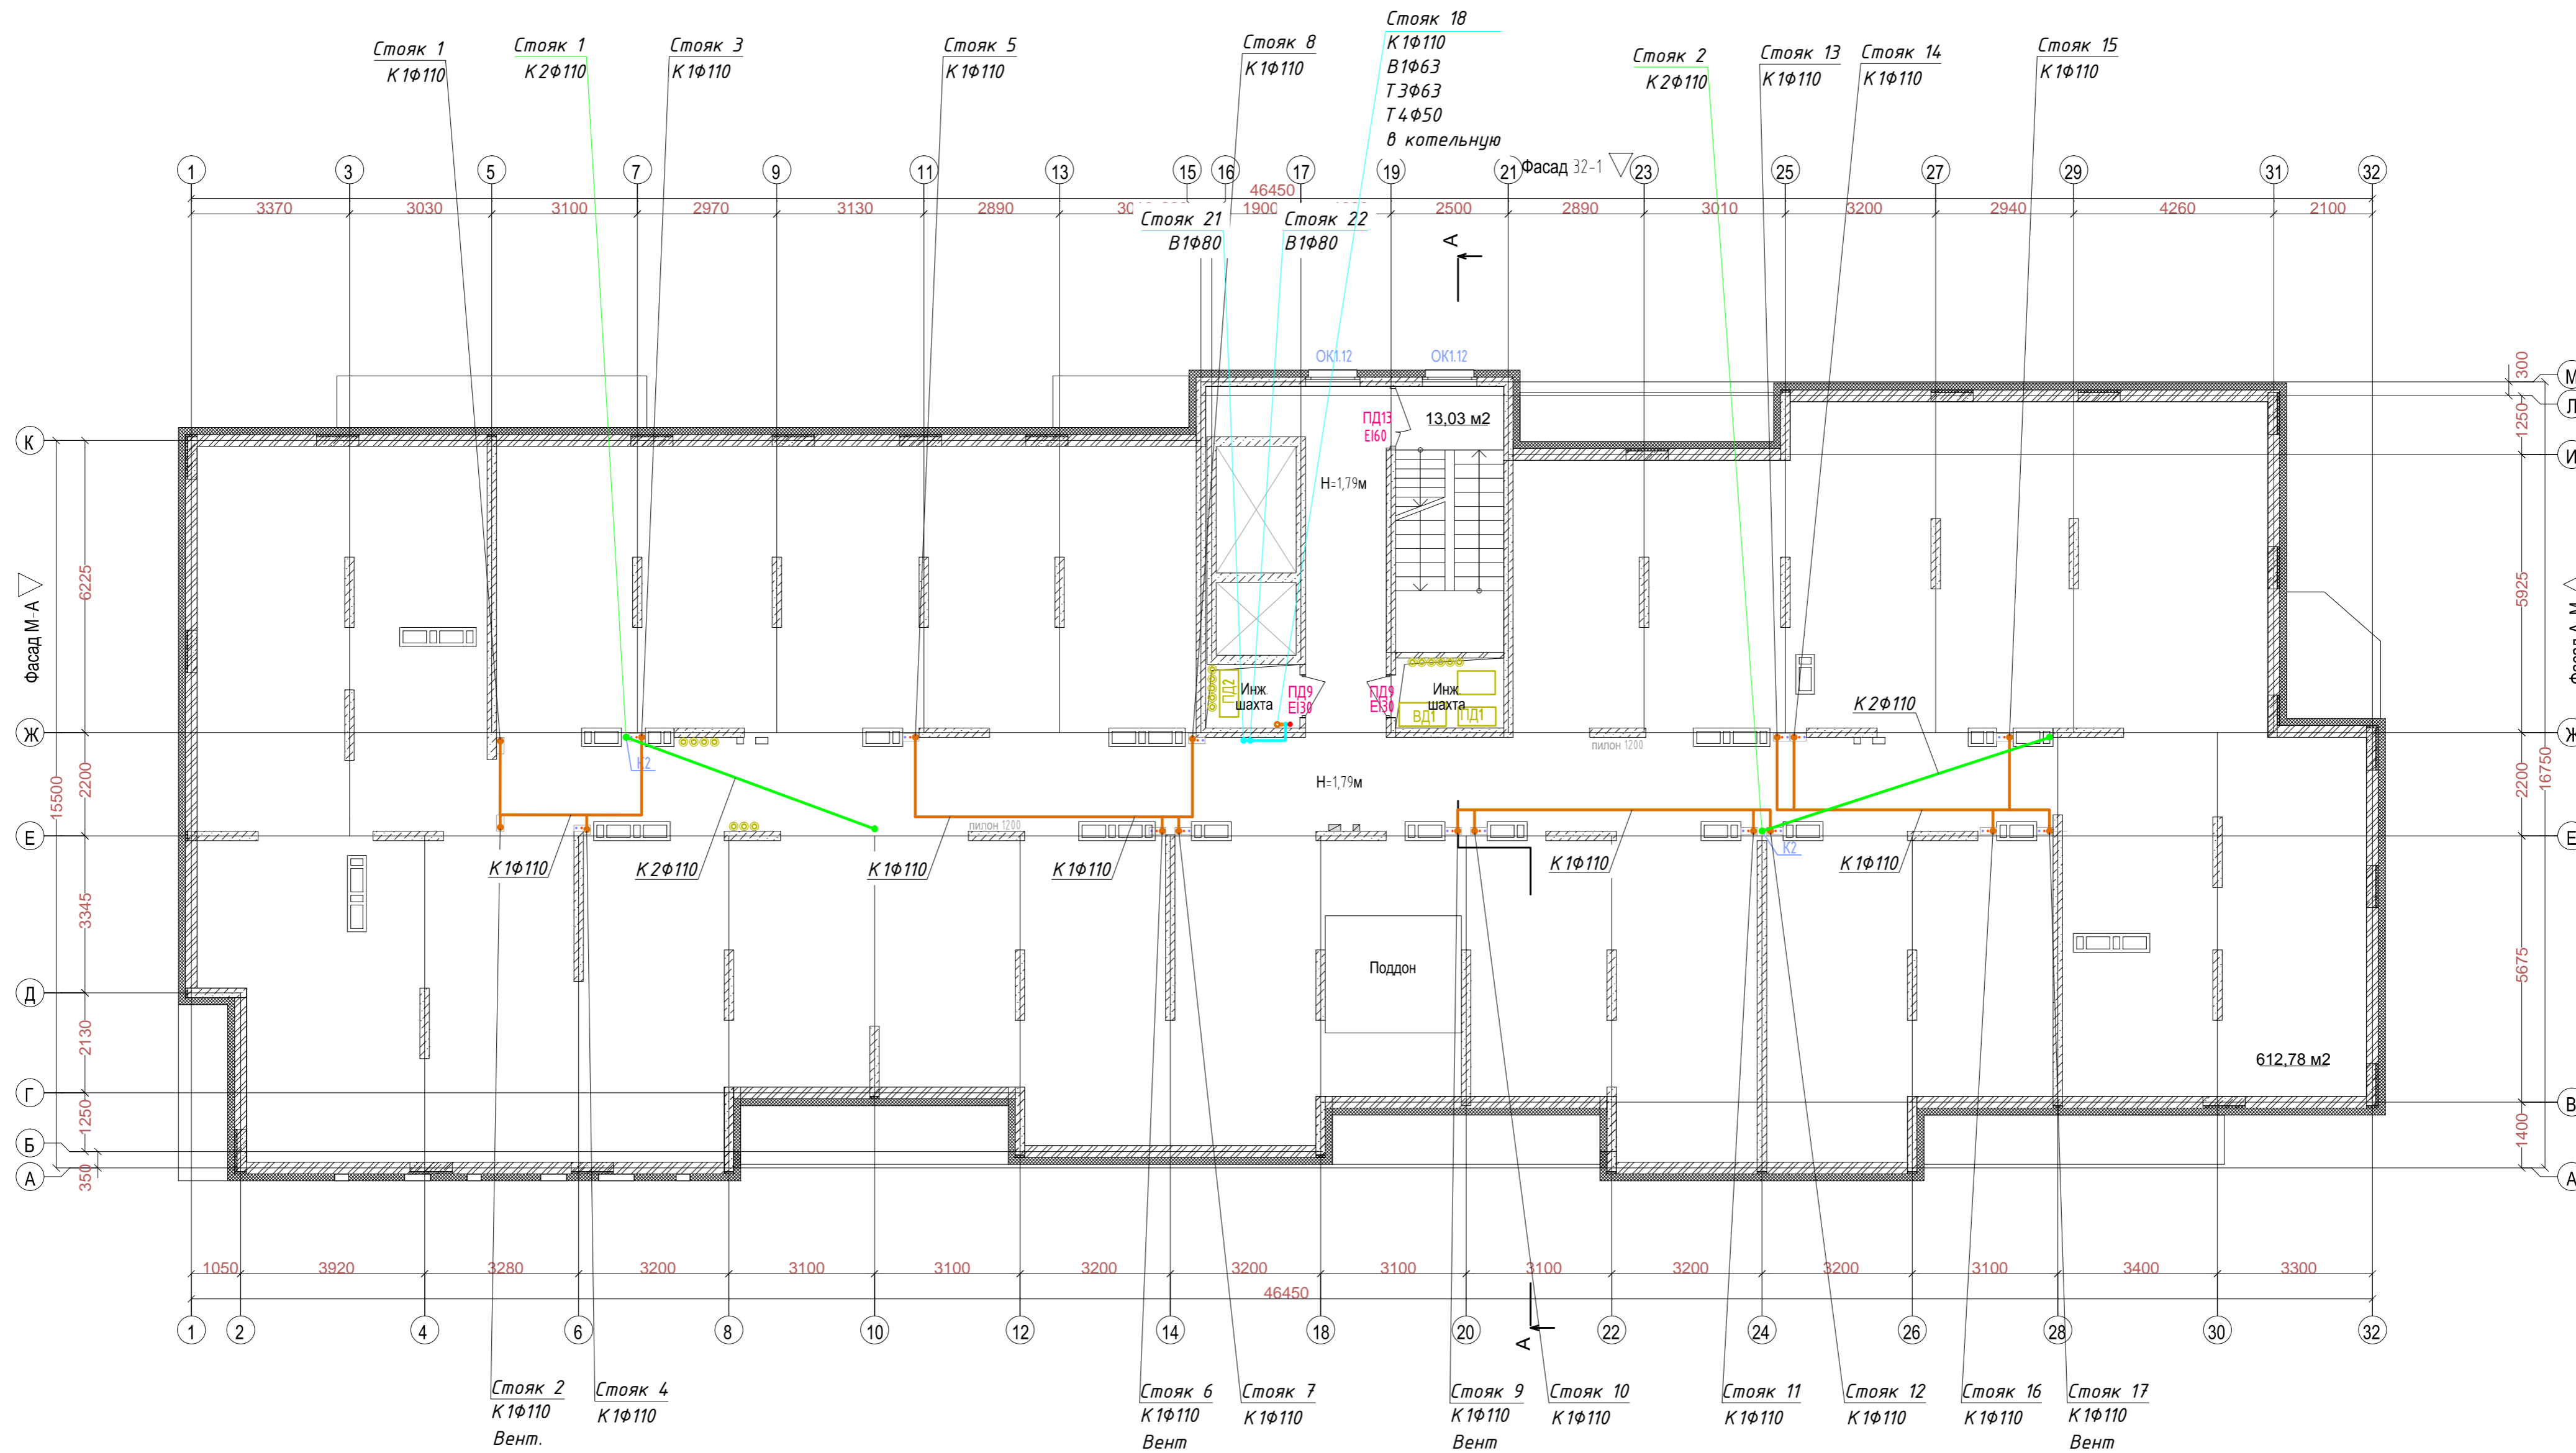 Стояк 1
К1Ф110
Стояк 1
К2Ф110
Стояк 3
К1Ф110
Стояк 5
К1Ф110
Стояк 8
К1Ф110
Стояк 18
К1Ф110
В1Ф63
Т3Ф63
Т4Ф50
в котельную
Стояк 2
К2Ф110
Стояк 13
К1Ф110
Стояк 14
К1Ф110
Стояк 15
К1Ф110
Фасад 32-1
1 3 5 7 9 11 13 15 16 17 19 21 23 25 27 29 31 32
46450
3370 3030 3100 2970 3130 2890 1900 2500 2890 3010 3200 2940 4260 2100
Стояк 21
В1Ф80
Стояк 22
В1Ф80
А
ОК1.12
ОК1.12
ПД13
EI60
13,03 м2
H=1,79м
К
Ж
Е
Д
Г
Б
А
6225
2200
3345
2130
1250
350
15500
Фасад М-А
М
Л
И
Ж
Е
В
А
300
1250
5925
2200
5675
1400
16750
Фасад А-М
ПД2
Инж.
шахта
ПД9
EI30
ПД9
EI30
Инж.
шахта
ВД1
ПД1
К2
H=1,79м
пилон 1200
пилон 1200
К2Ф110
К1Ф110
К2Ф110
К1Ф110
К1Ф110
К1Ф110
К2
К1Ф110
Поддон
612,78 м2
1050 3920 3280 3200 3100 3100 3200 3200 3100 3100 3200 3200 3100 3400 3300
46450
1 2 4 6 8 10 12 14 18 20 22 24 26 28 30 32
А
Стояк 2
К1Ф110
Вент.
Стояк 4
К1Ф110
Стояк 6
К1Ф110
Вент
Стояк 7
К1Ф110
Стояк 9
К1Ф110
Вент
Стояк 10
К1Ф110
Стояк 11
К1Ф110
Стояк 12
К1Ф110
Стояк 16
К1Ф110
Стояк 17
К1Ф110
Вент